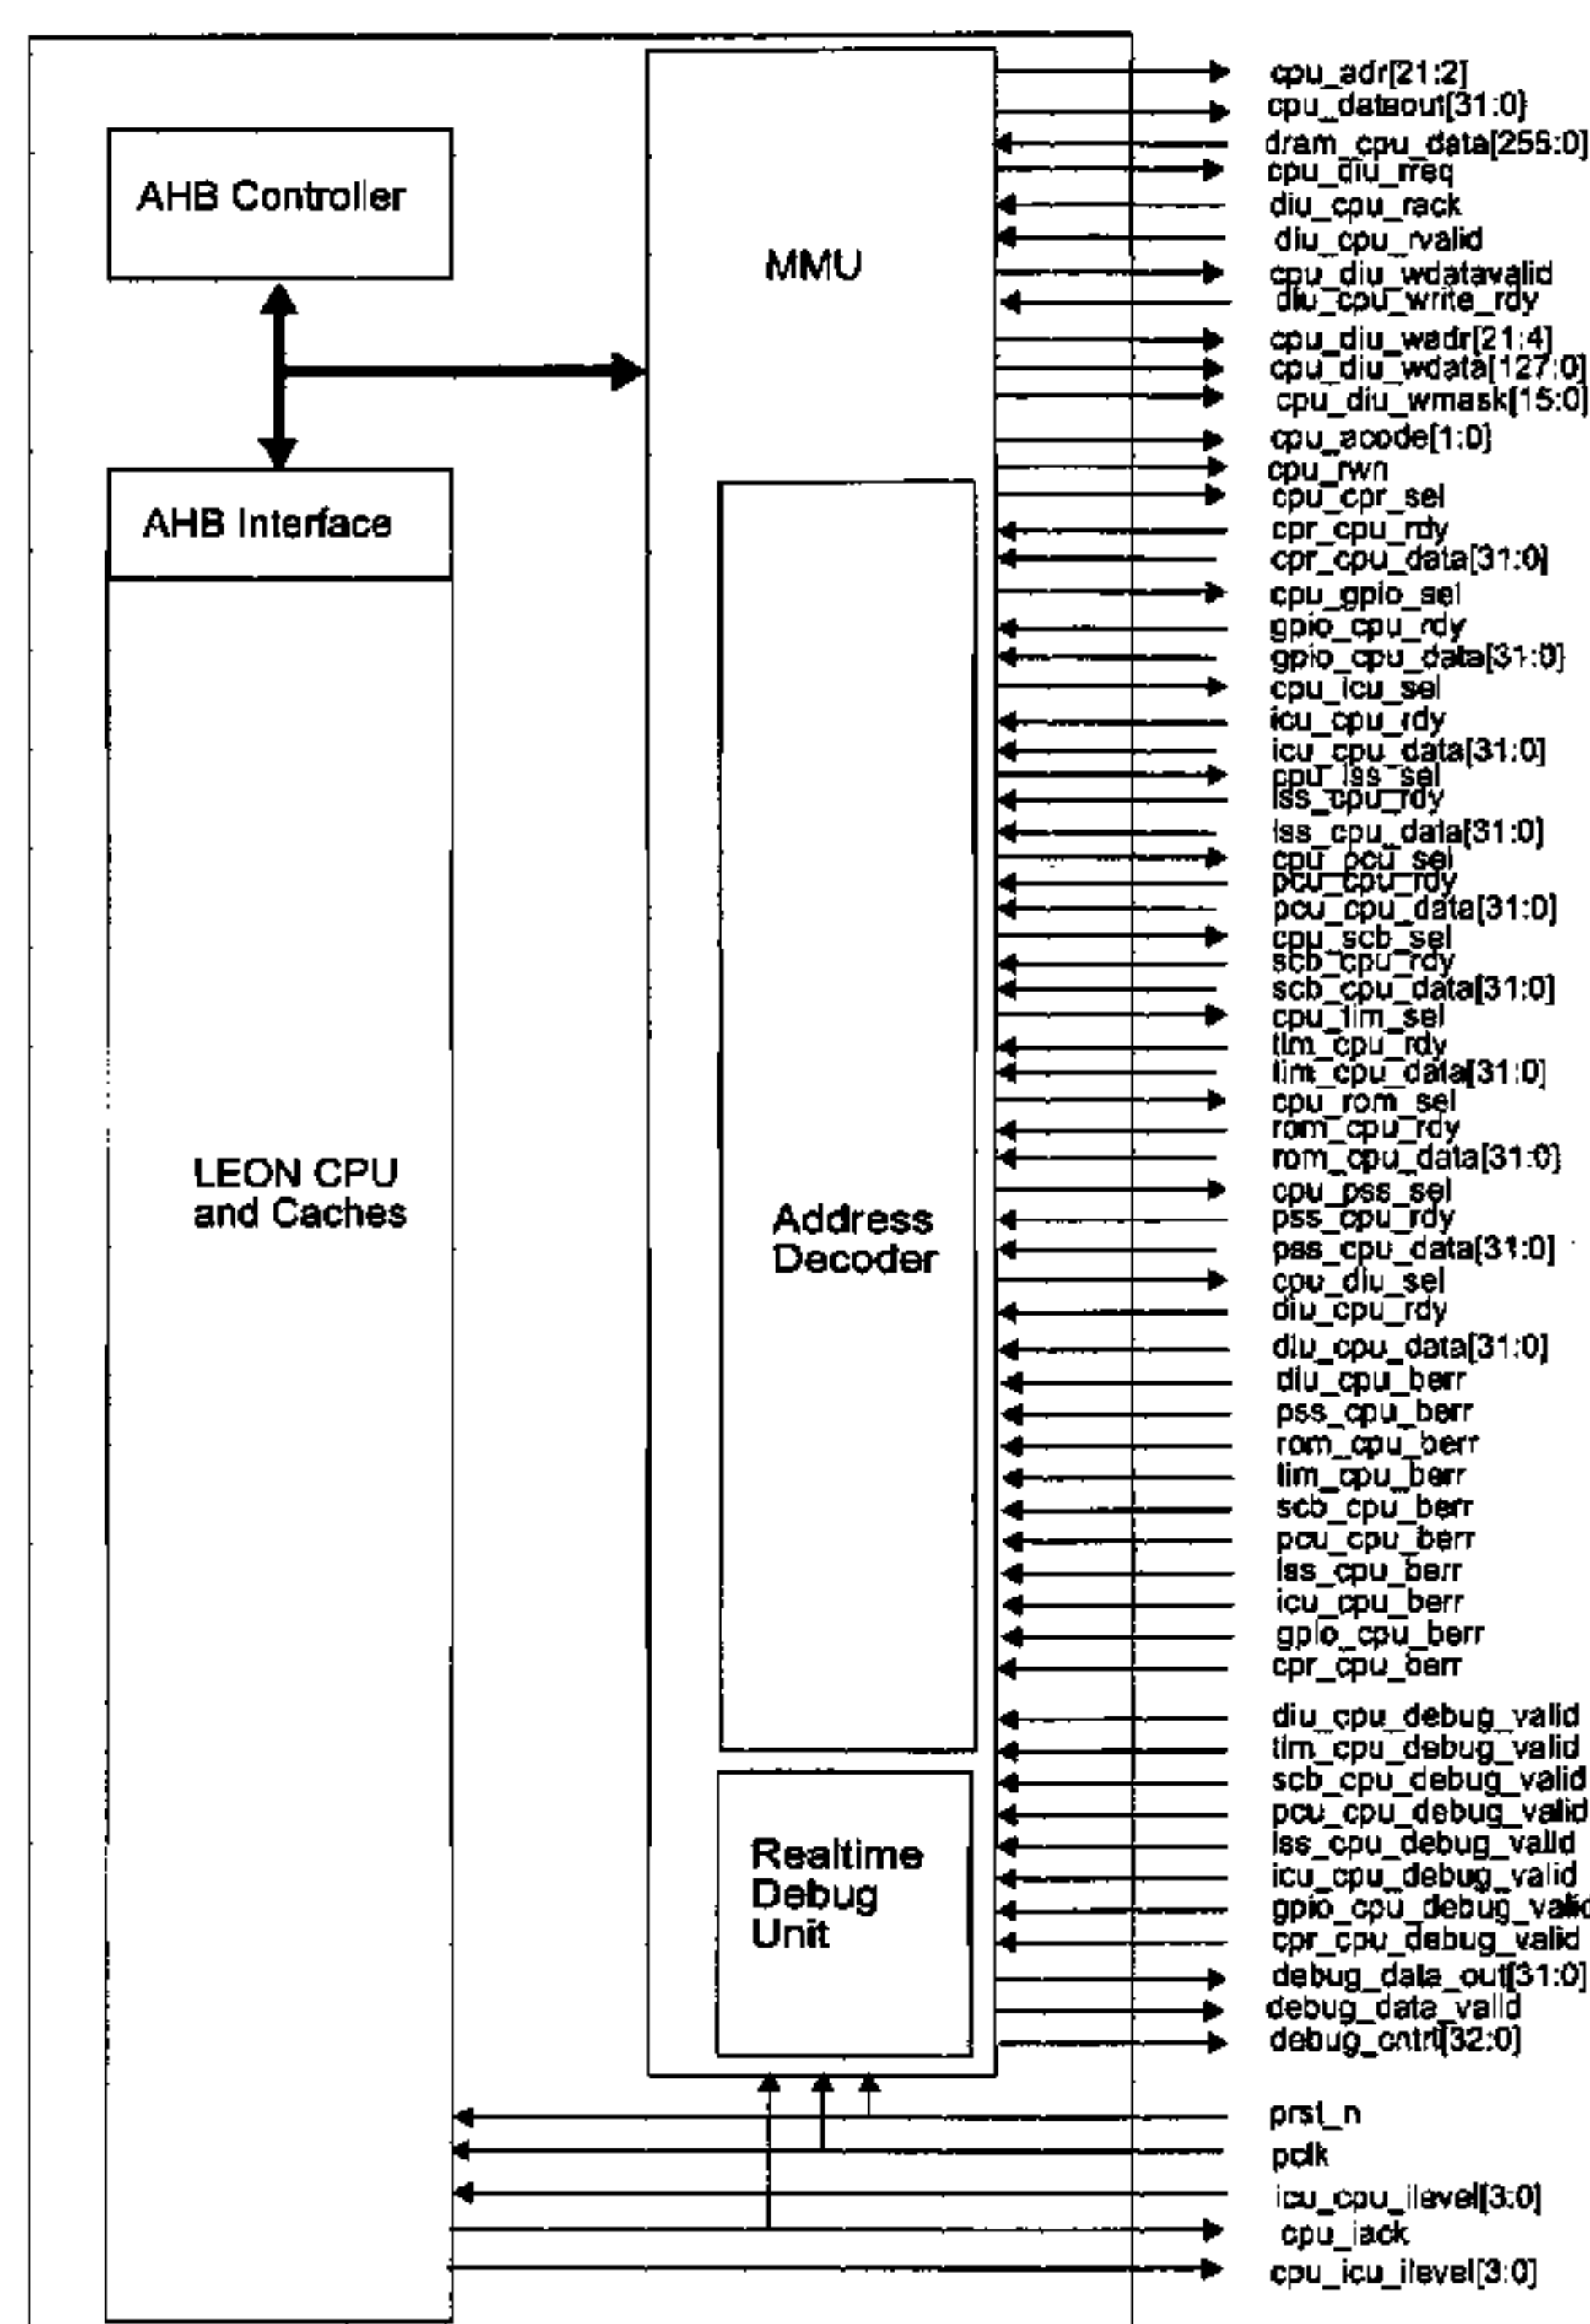 AHB Controller
AHB Interface
LEON CPU
and Caches
MMU
Address
Decoder
Realtime
Debug
Unit
cpu_adr[21:2]
cpu_dataout[31:0]
dram_cpu_data[256:0]
cpu_diu_rreq
diu_cpu_rack
diu_cpu_rvalid
cpu_diu_wdatavalid
diu_cpu_write_rdy
cpu_diu_wadr[21:4]
cpu_diu_wdata[127:0]
cpu_diu_wmask[15:0]
cpu_acode[1:0]
cpu_rwn
cpu_cpr_sel
cpr_cpu_rdy
cpr_cpu_data[31:0]
cpu_gpio_sel
gpio_cpu_rdy
gpio_cpu_data[31:0]
cpu_icu_sel
icu_cpu_rdy
icu_cpu_data[31:0]
cpu_lss_sel
lss_cpu_rdy
lss_cpu_data[31:0]
cpu_pcu_sel
pcu_cpu_rdy
pcu_cpu_data[31:0]
cpu_scb_sel
scb_cpu_rdy
scb_cpu_data[31:0]
cpu_tim_sel
tim_cpu_rdy
tim_cpu_data[31:0]
cpu_rom_sel
rom_cpu_rdy
rom_cpu_data[31:0]
cpu_pss_sel
pss_cpu_rdy
pss_cpu_data[31:0]
cpu_diu_sel
diu_cpu_rdy
diu_cpu_data[31:0]
diu_cpu_berr
pss_cpu_berr
rom_cpu_berr
tim_cpu_berr
scb_cpu_berr
pcu_cpu_berr
lss_cpu_berr
icu_cpu_berr
gpio_cpu_berr
cpr_cpu_berr
diu_cpu_debug_valid
tim_cpu_debug_valid
scb_cpu_debug_valid
pcu_cpu_debug_valid
lss_cpu_debug_valid
icu_cpu_debug_valid
gpio_cpu_debug_valid
cpr_cpu_debug_valid
debug_data_out[31:0]
debug_data_valid
debug_cntrl[32:0]
prst_n
pclk
icu_cpu_ilevel[3:0]
cpu_iack
cpu_icu_ilevel[3:0]